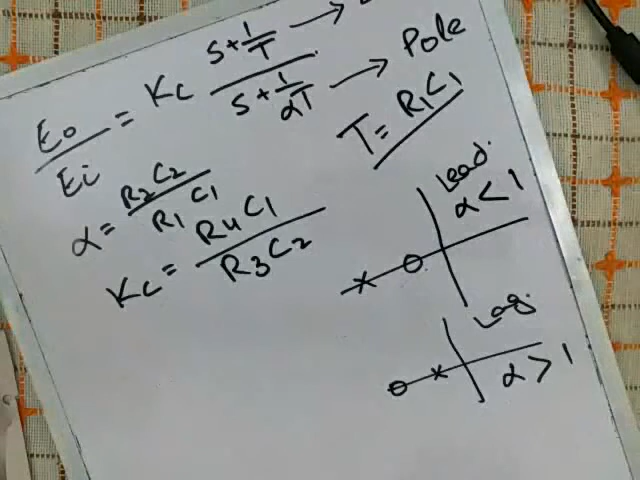 Eo/Ei = Kc (s + 1/T)/(s + 1/αT) →
→ Pole
T = R1C1
α = R2C2/R1C1
Kc = R4C1/R3C2
Lead.
α < 1
Lag.
α > 1